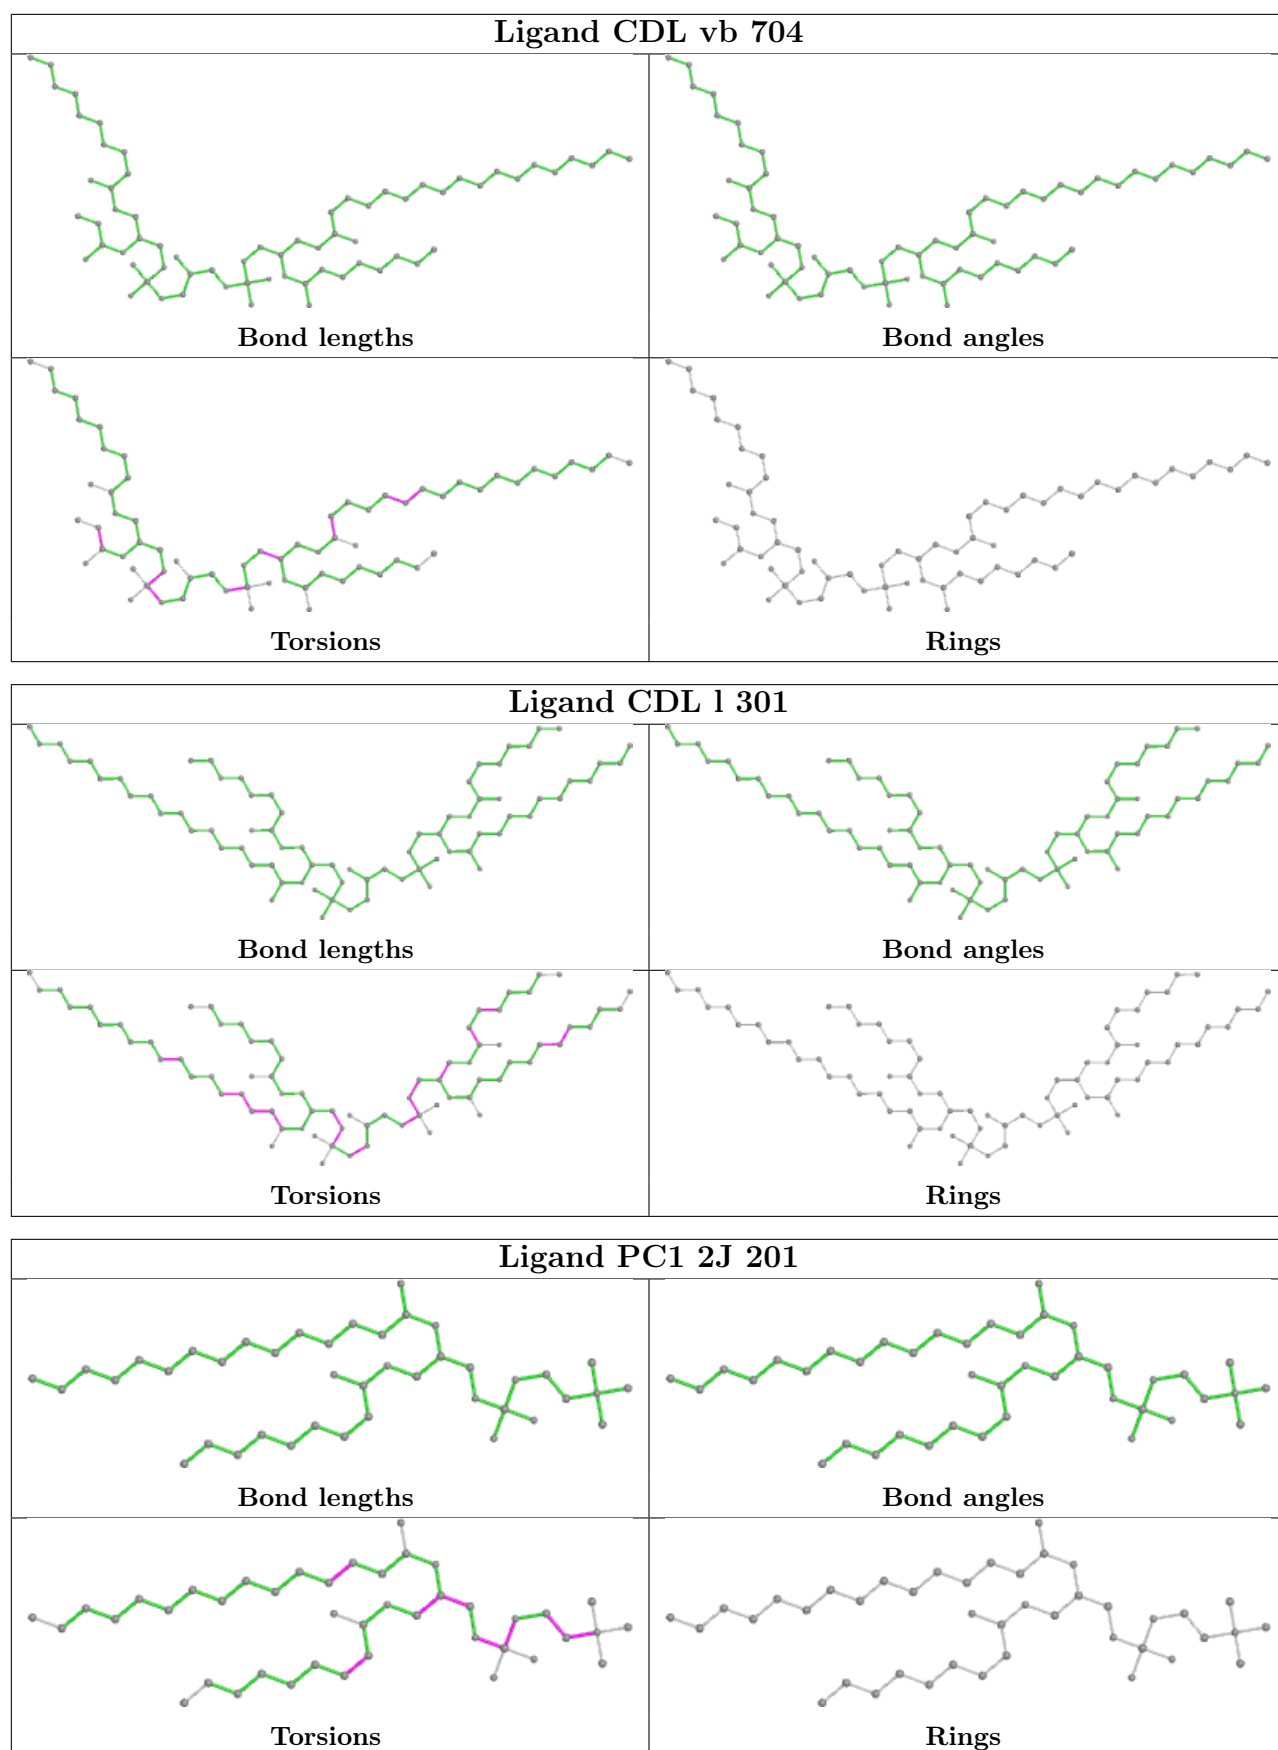 Ligand CDL vb 704
Bond lengths
Bond angles
Torsions
Rings
Ligand CDL l 301
Bond lengths
Bond angles
Torsions
Rings
Ligand PC1 2J 201
Bond lengths
Bond angles
Torsions
Rings